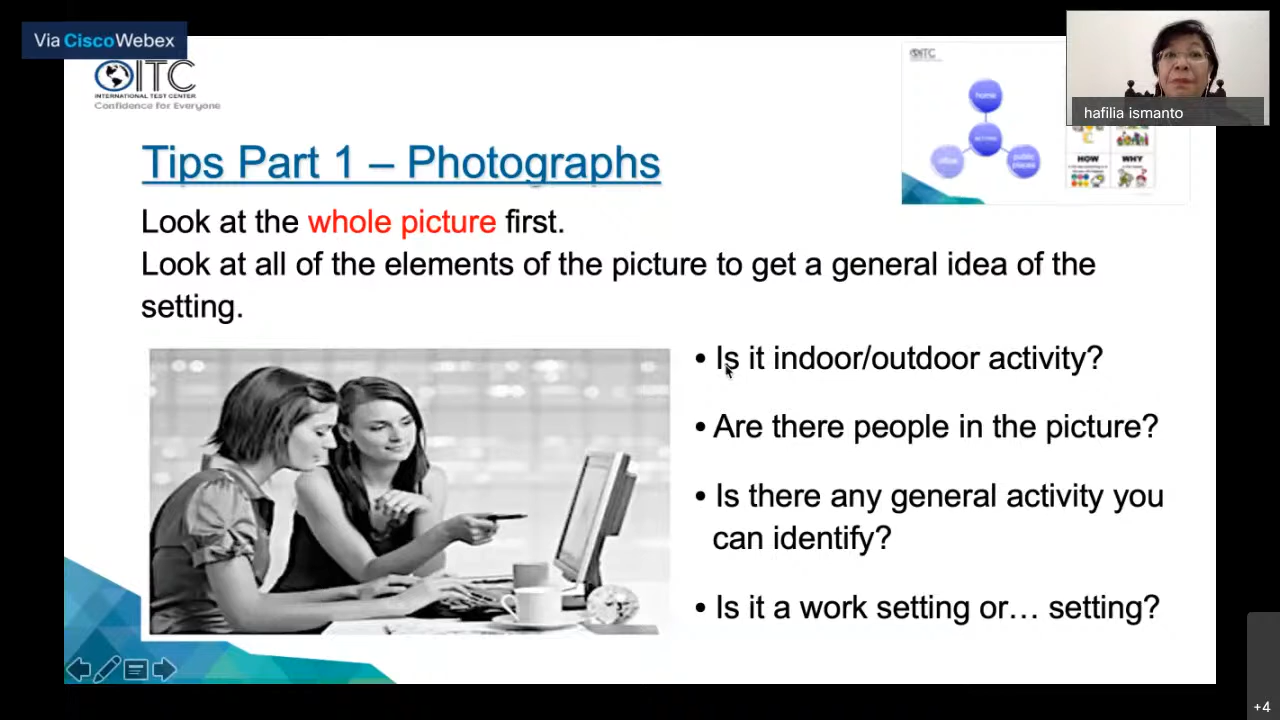 Via CiscoWebex
ITC
INTERNATIONAL TEST CENTER
Confidence for Everyone
ITC
home
office
public
places
HOW
WHY
hafilia ismanto
Tips Part 1 – Photographs
Look at the whole picture first.
Look at all of the elements of the picture to get a general idea of the
setting.
• Is it indoor/outdoor activity?
• Are there people in the picture?
• Is there any general activity you
can identify?
• Is it a work setting or… setting?
+4